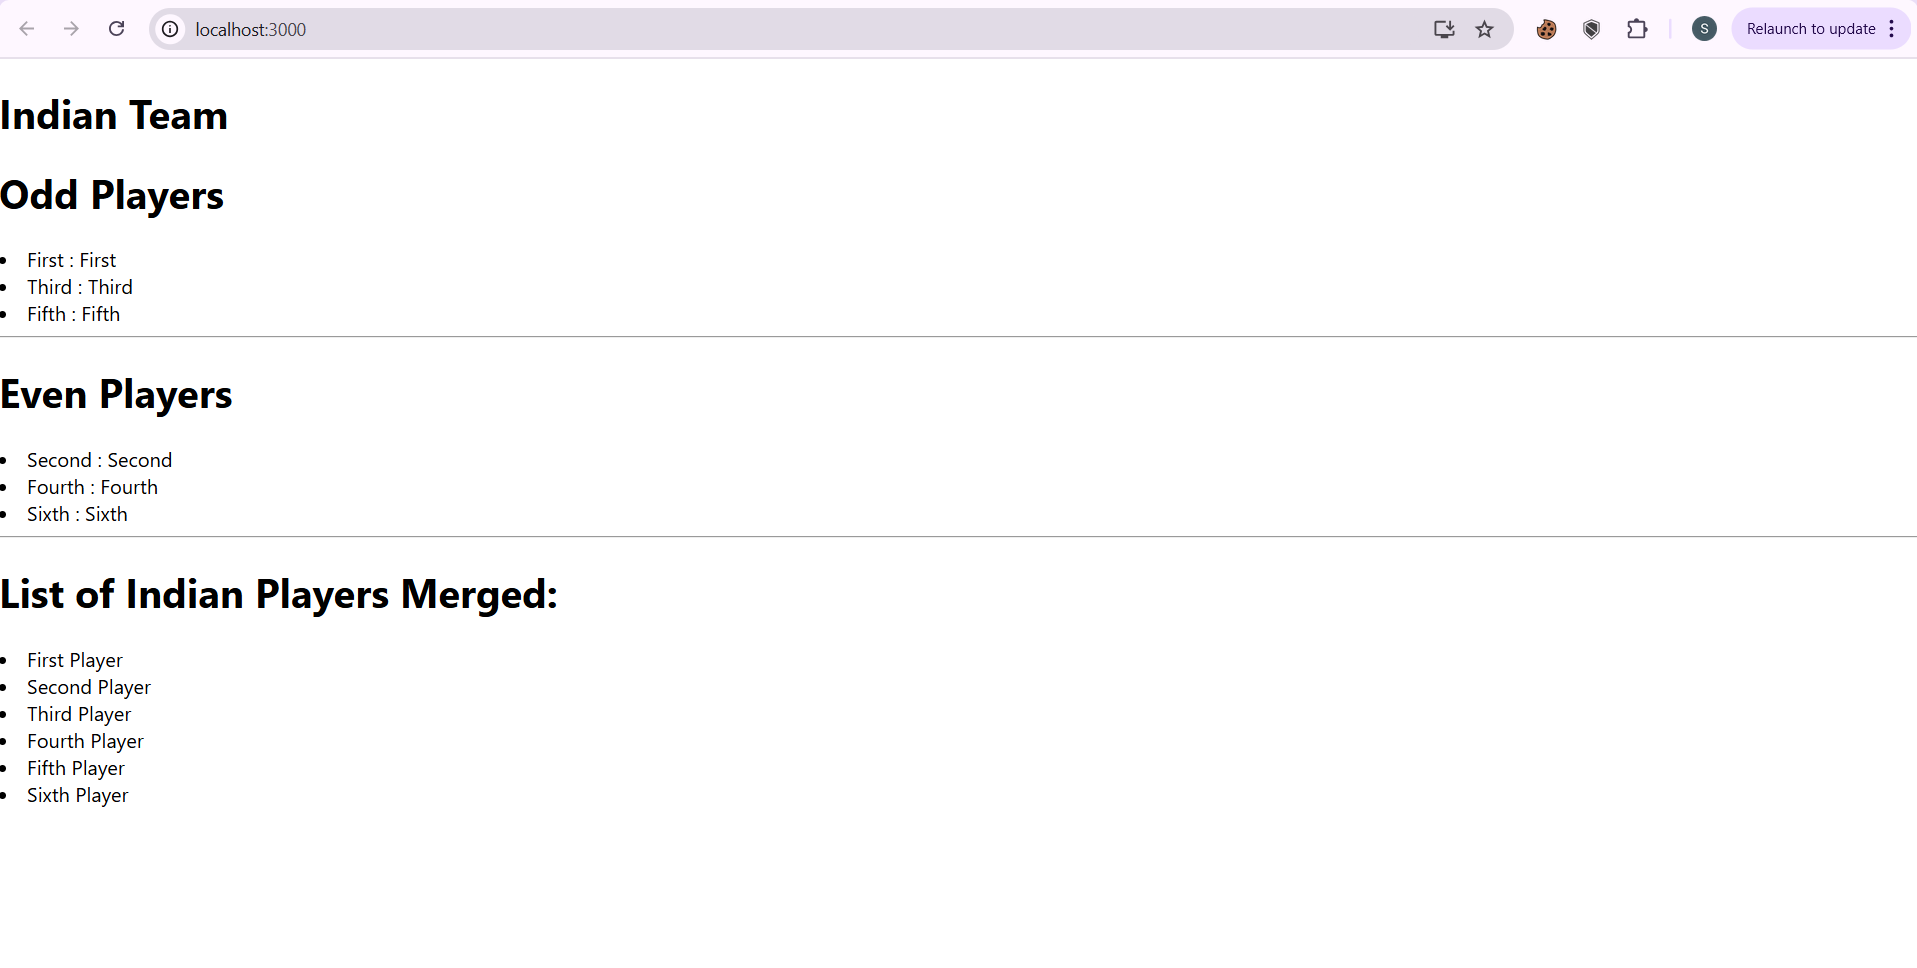 localhost:3000
S
Relaunch to update
Indian Team
Odd Players
First : First
Third : Third
Fifth : Fifth
Even Players
Second : Second
Fourth : Fourth
Sixth : Sixth
List of Indian Players Merged:
First Player
Second Player
Third Player
Fourth Player
Fifth Player
Sixth Player